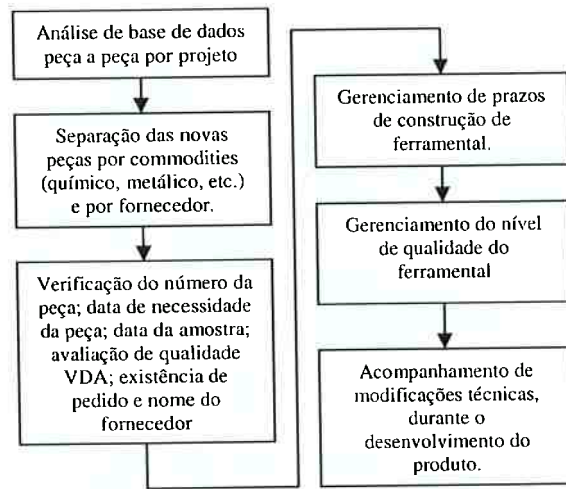 Análise de base de dados
peça a peça por projeto
Separação das novas
peças por commodities
(químico, metálico, etc.)
e por fornecedor.
Verificação do número da
peça; data de necessidade
da peça; data da amostra;
avaliação de qualidade
VDA; existência de
pedido e nome do
fornecedor
Gerenciamento de prazos
de construção de
ferramental.
Gerenciamento do nível
de qualidade do
ferramental
Acompanhamento de
modificações técnicas,
durante o
desenvolvimento do
produto.